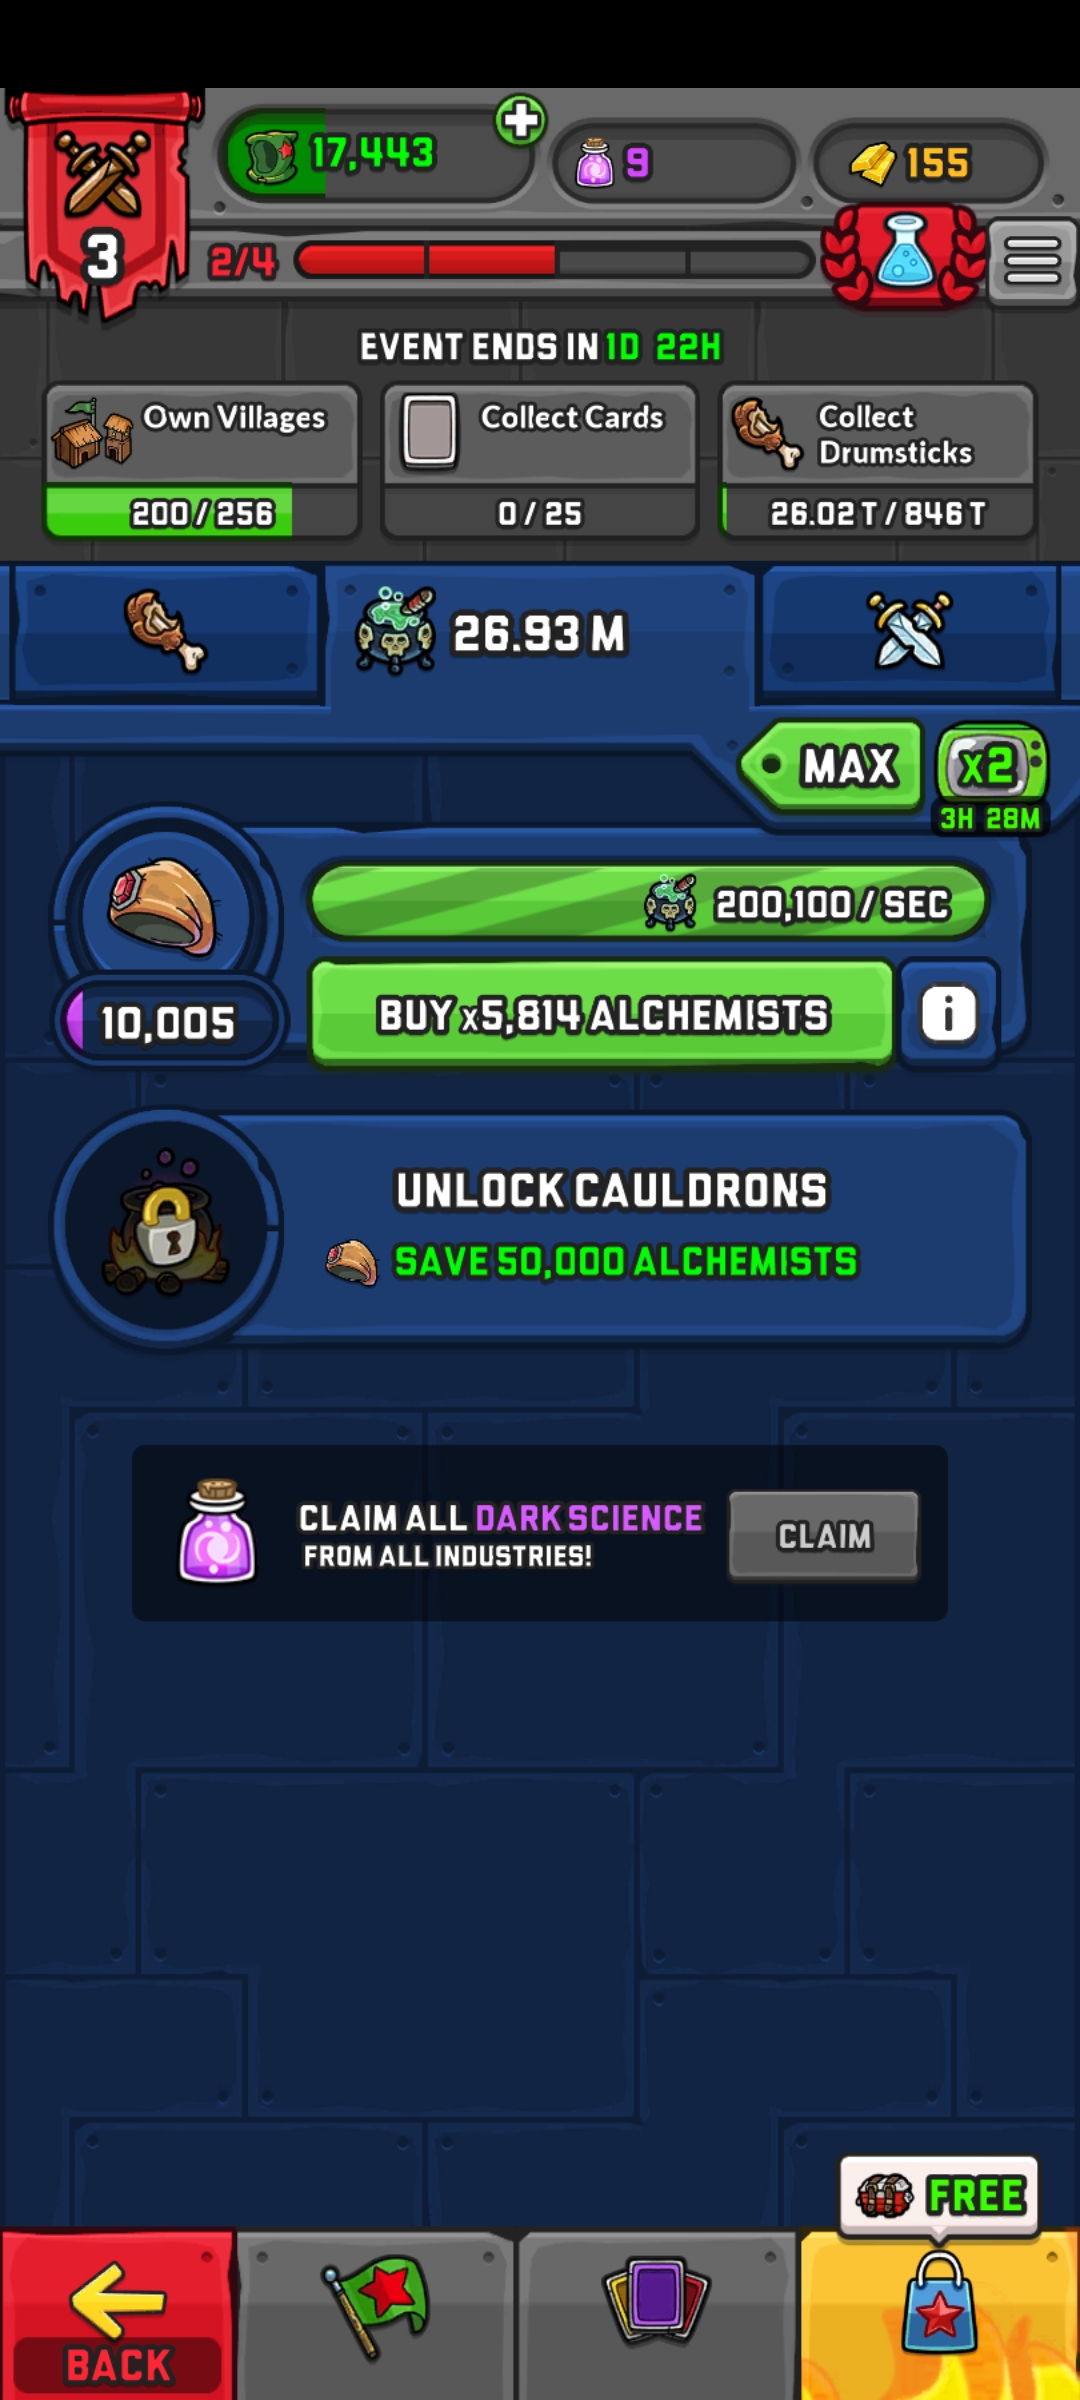 17,443
9
155
3
2/4
EVENT ENDS IN 1D 22H
Own Villages
200 / 256
Collect Cards
0 / 25
Collect
Drumsticks
26.02 T / 846 T
26.93 M
MAX
x2
3H 28M
200,100 / SEC
10,005
BUY x5,814 ALCHEMISTS
i
UNLOCK CAULDRONS
SAVE 50,000 ALCHEMISTS
CLAIM ALL DARK SCIENCE
FROM ALL INDUSTRIES!
CLAIM
FREE
BACK